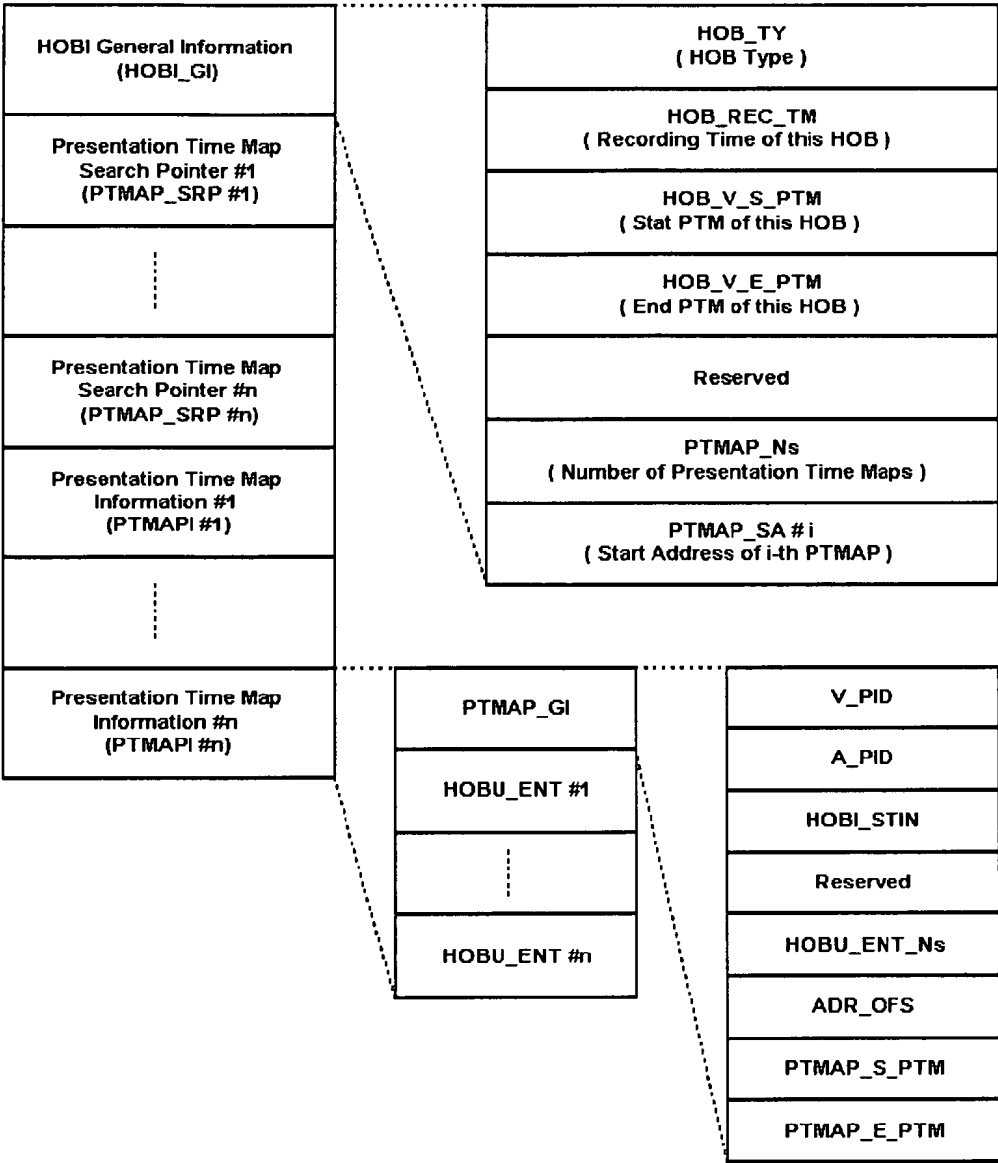 HOBI General Information
(HOBI_GI)
Presentation Time Map
Search Pointer #1
(PTMAP_SRP #1)
Presentation Time Map
Search Pointer #n
(PTMAP_SRP #n)
Presentation Time Map
Information #1
(PTMAPI #1)
Presentation Time Map
Information #n
(PTMAPI #n)
HOB_TY
( HOB Type )
HOB_REC_TM
( Recording Time of this HOB )
HOB_V_S_PTM
( Stat PTM of this HOB )
HOB_V_E_PTM
( End PTM of this HOB )
Reserved
PTMAP_Ns
( Number of Presentation Time Maps )
PTMAP_SA # i
( Start Address of i-th PTMAP )
PTMAP_GI
HOBU_ENT #1
HOBU_ENT #n
V_PID
A_PID
HOBI_STIN
Reserved
HOBU_ENT_Ns
ADR_OFS
PTMAP_S_PTM
PTMAP_E_PTM